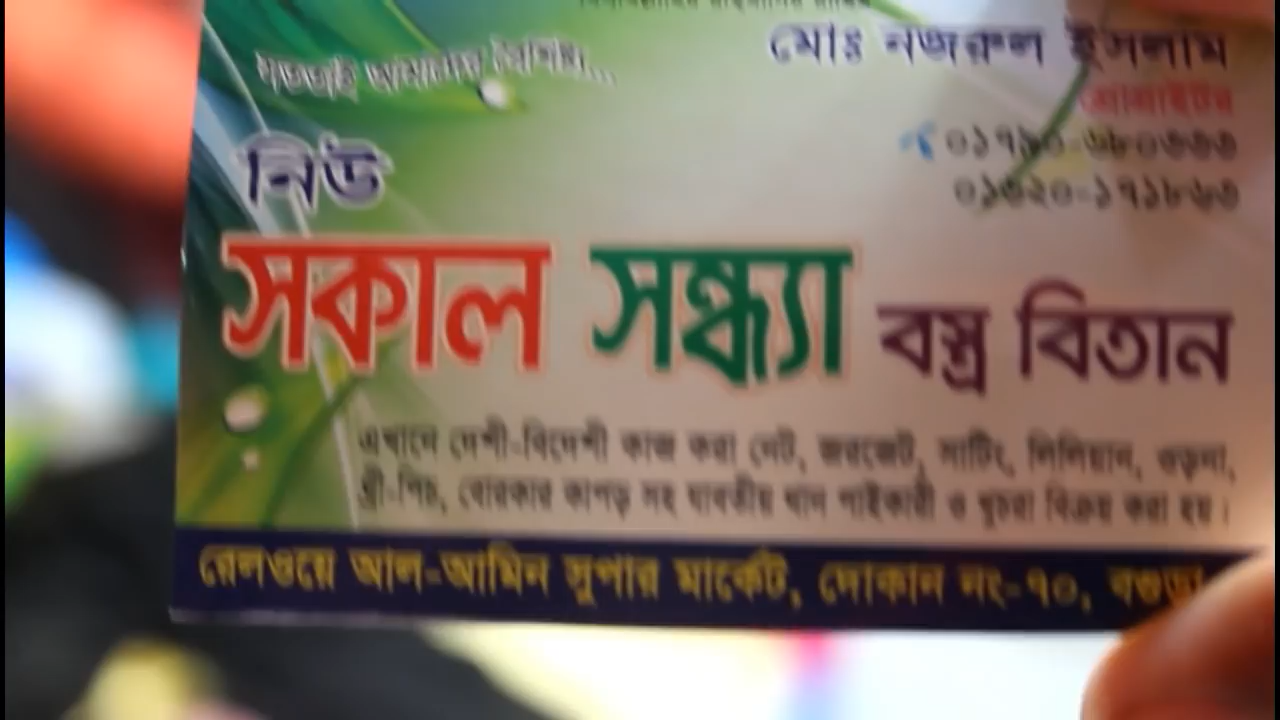 সততাই আমাদের বৈশিষ্ট্য...
মোঃ নজরুল ইসলাম
প্রোপ্রাইটর
নিউ
সকাল সন্ধ্যা বস্ত্র বিতান
এখানে দেশী-বিদেশী কাজ করা নেট, জরজেট, সাটিং, লিলিয়ান, ওড়না,
থ্রী-পিচ, বোরকার কাপড় সহ যাবতীয় থান পাইকারী ও খুচরা বিক্রয় করা হয়।
রেলওয়ে আল-আমিন সুপার মার্কেট, দোকান নং-৭০, বগুড়া